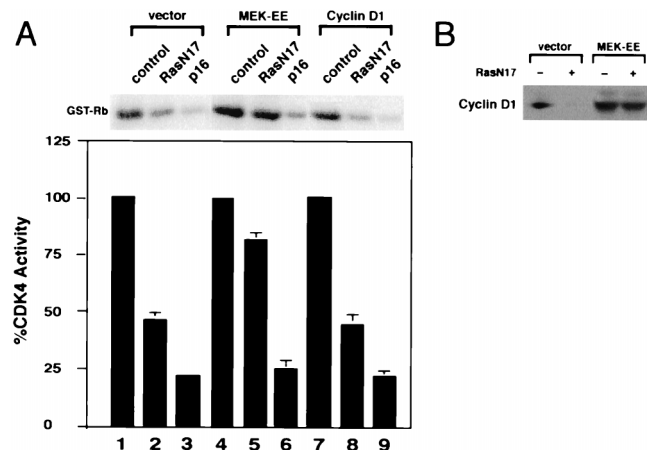 A
vector
MEK-EE
Cyclin D1
control
RasN17
p16
control
RasN17
p16
control
RasN17
p16
GST-Rb
%CDK4 Activity
100
75
50
25
0
1 2 3 4 5 6 7 8 9
B
vector MEK-EE
RasN17 – + – +
Cyclin D1